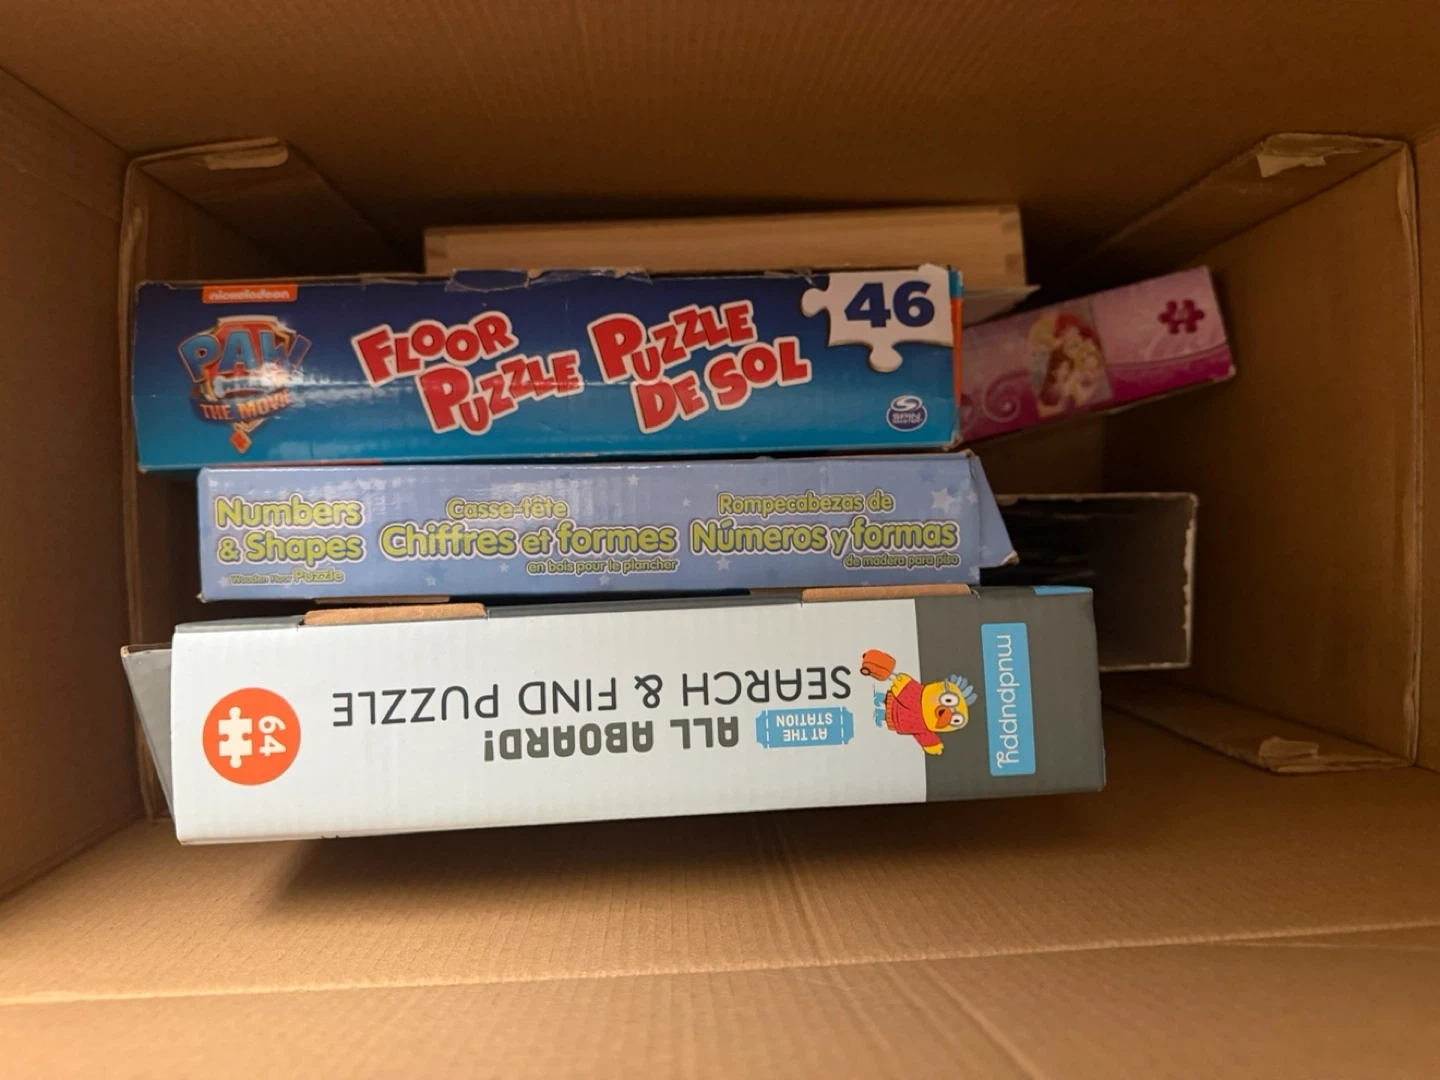 nickelodeon
PAW
THE MOVIE
FLOOR
PUZZLE
PUZZLE
DE SOL
46
SPIN
MASTER
Numbers
& Shapes
Wooden Floor Puzzle
Casse-tête
Chiffres et formes
en bois pour le plancher
Rompecabezas de
Números y formas
de madera para piso
mudpuppy
AT THE
STATION
ALL ABOARD!
SEARCH & FIND PUZZLE
64